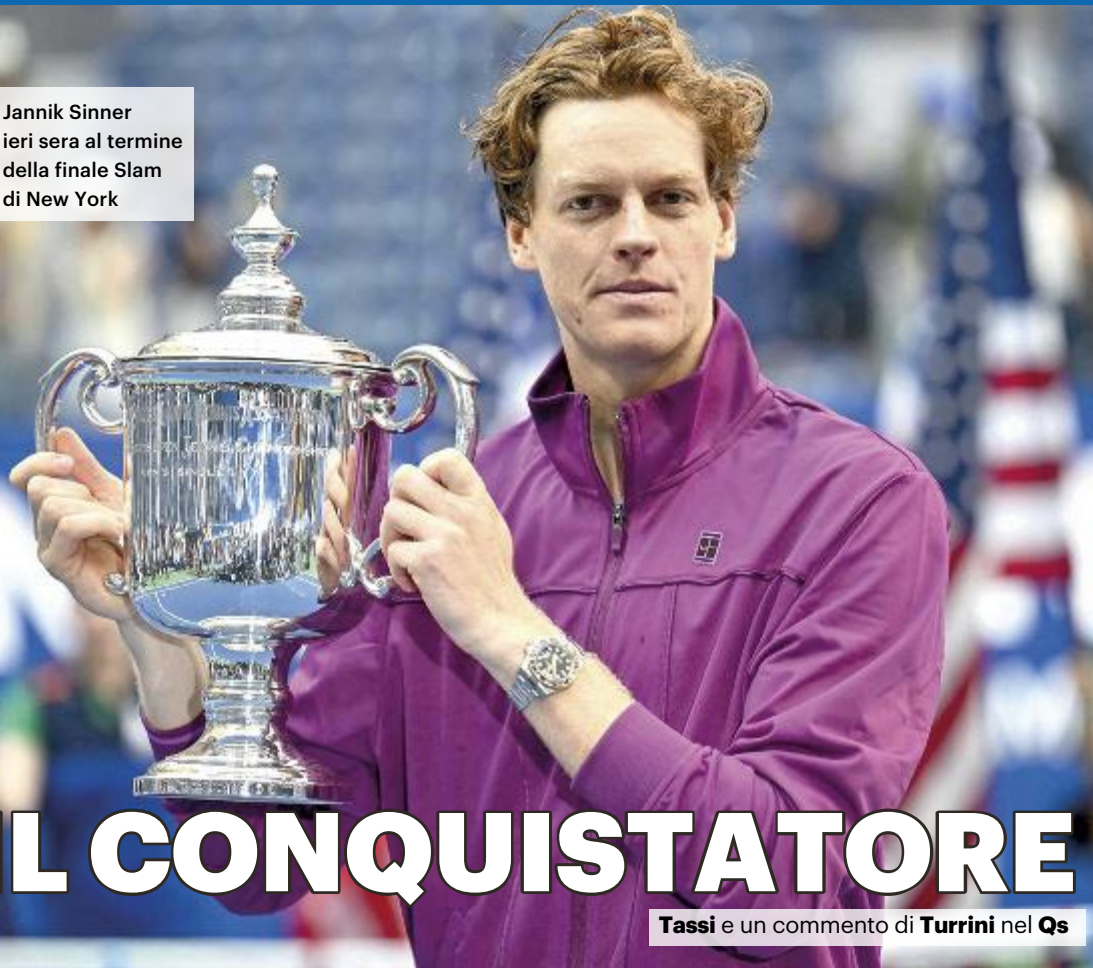 Jannik Sinner
ieri sera al termine
della finale Slam
di New York
IL CONQUISTATORE
Tassi e un commento di Turrini nel Qs